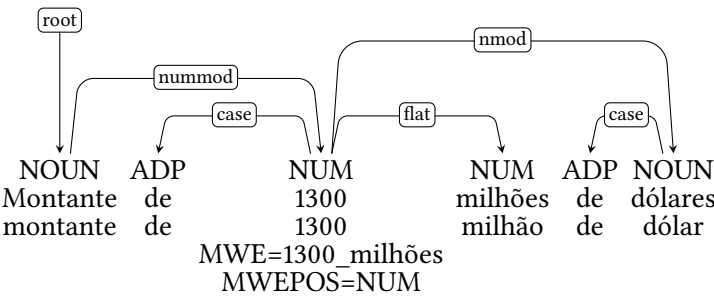 root
nmod
nummod
case flat case
NOUN ADP NUM NUM ADP NOUN
Montante de 1300 milhões de dólares
montante de 1300 milhão de dólar
MWE=1300_milhões
MWEPOS=NUM